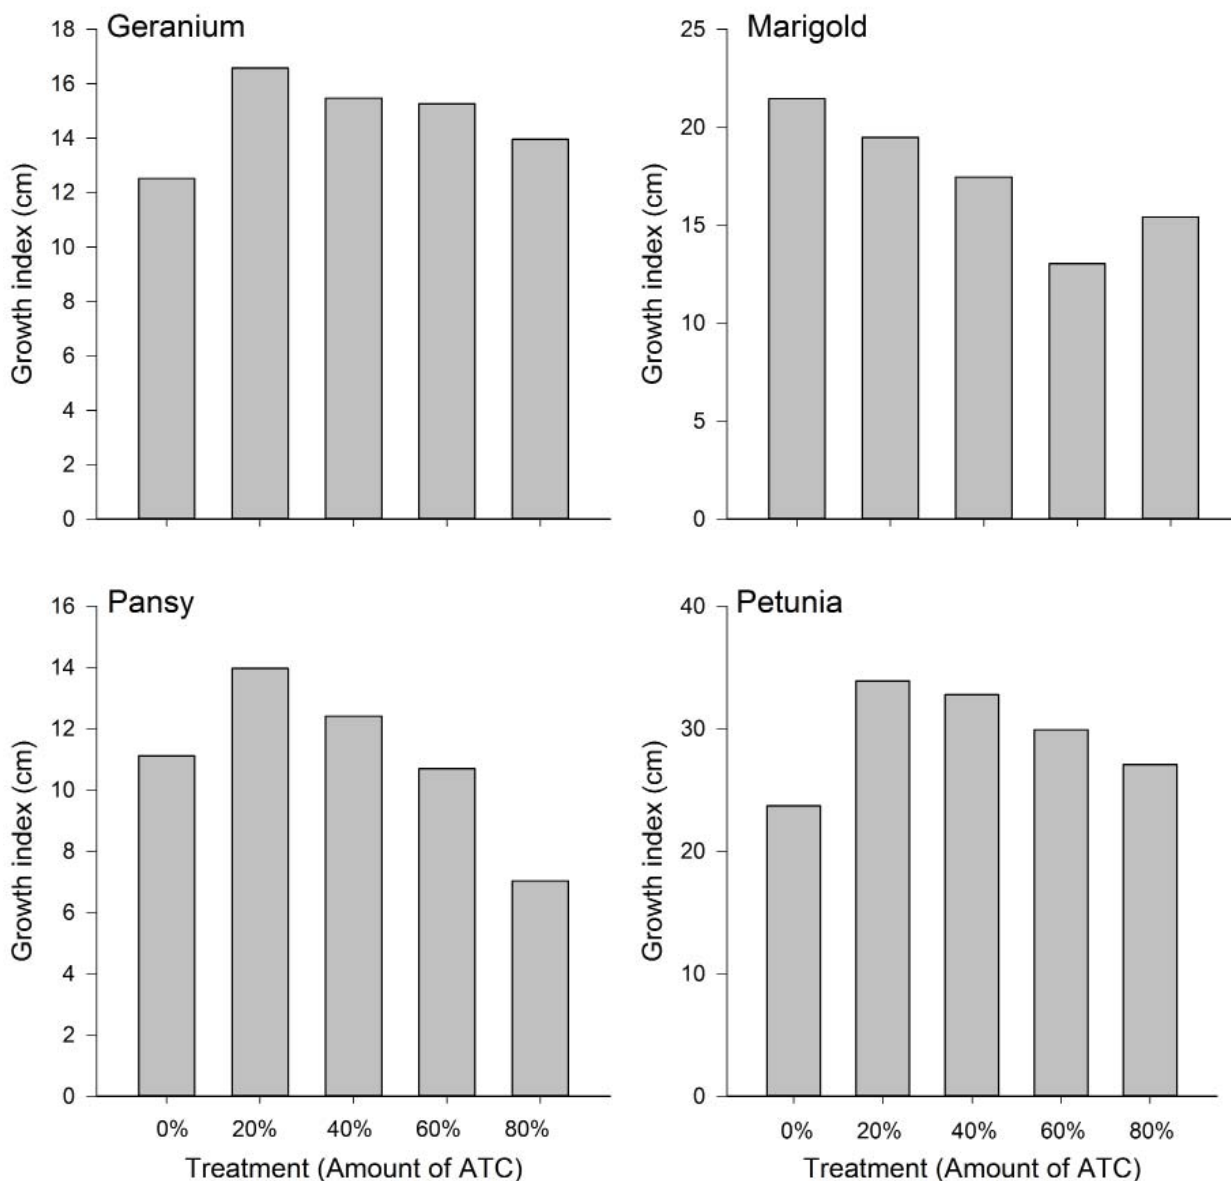 Geranium
Growth index (cm)
18
16
14
12
10
8
6
4
2
0
Marigold
Growth index (cm)
25
20
15
10
5
0
Pansy
Growth index (cm)
16
14
12
10
8
6
4
2
0
0% 20% 40% 60% 80%
Treatment (Amount of ATC)
Petunia
Growth index (cm)
40
30
20
10
0
0% 20% 40% 60% 80%
Treatment (Amount of ATC)